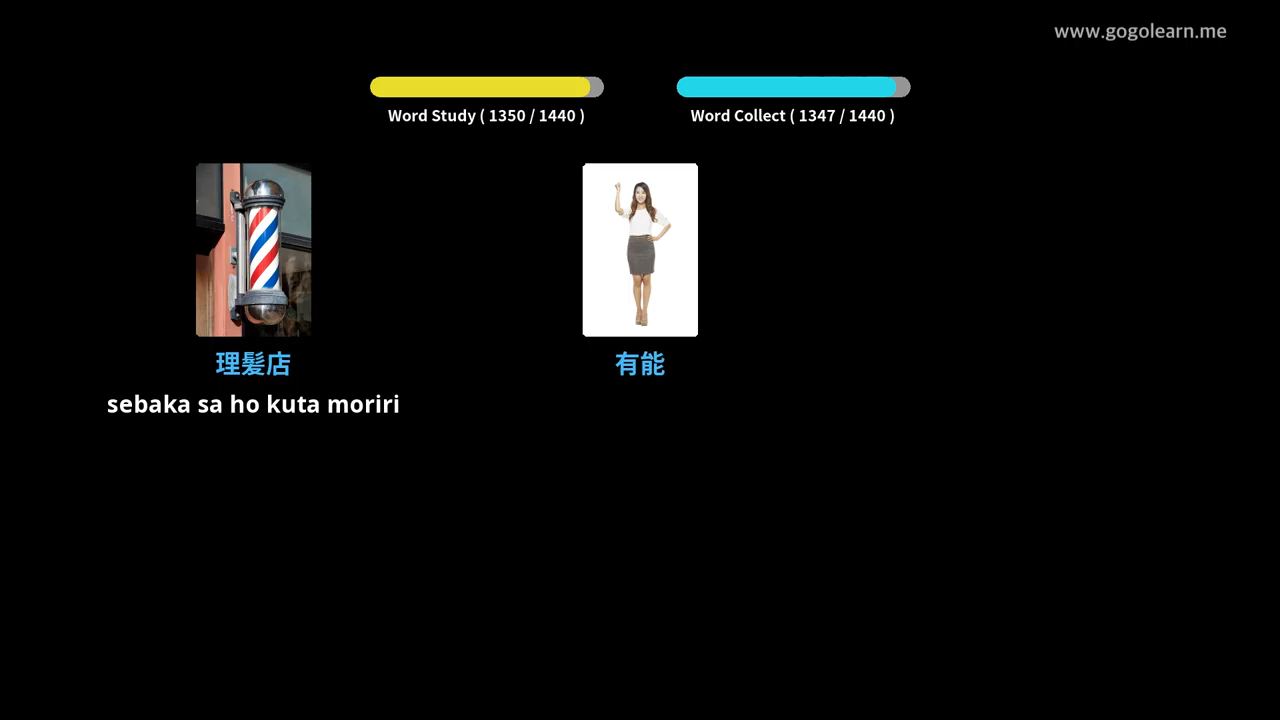 www.gogolearn.me
Word Study ( 1350 / 1440 )
Word Collect ( 1347 / 1440 )
理髪店
有能
sebaka sa ho kuta moriri